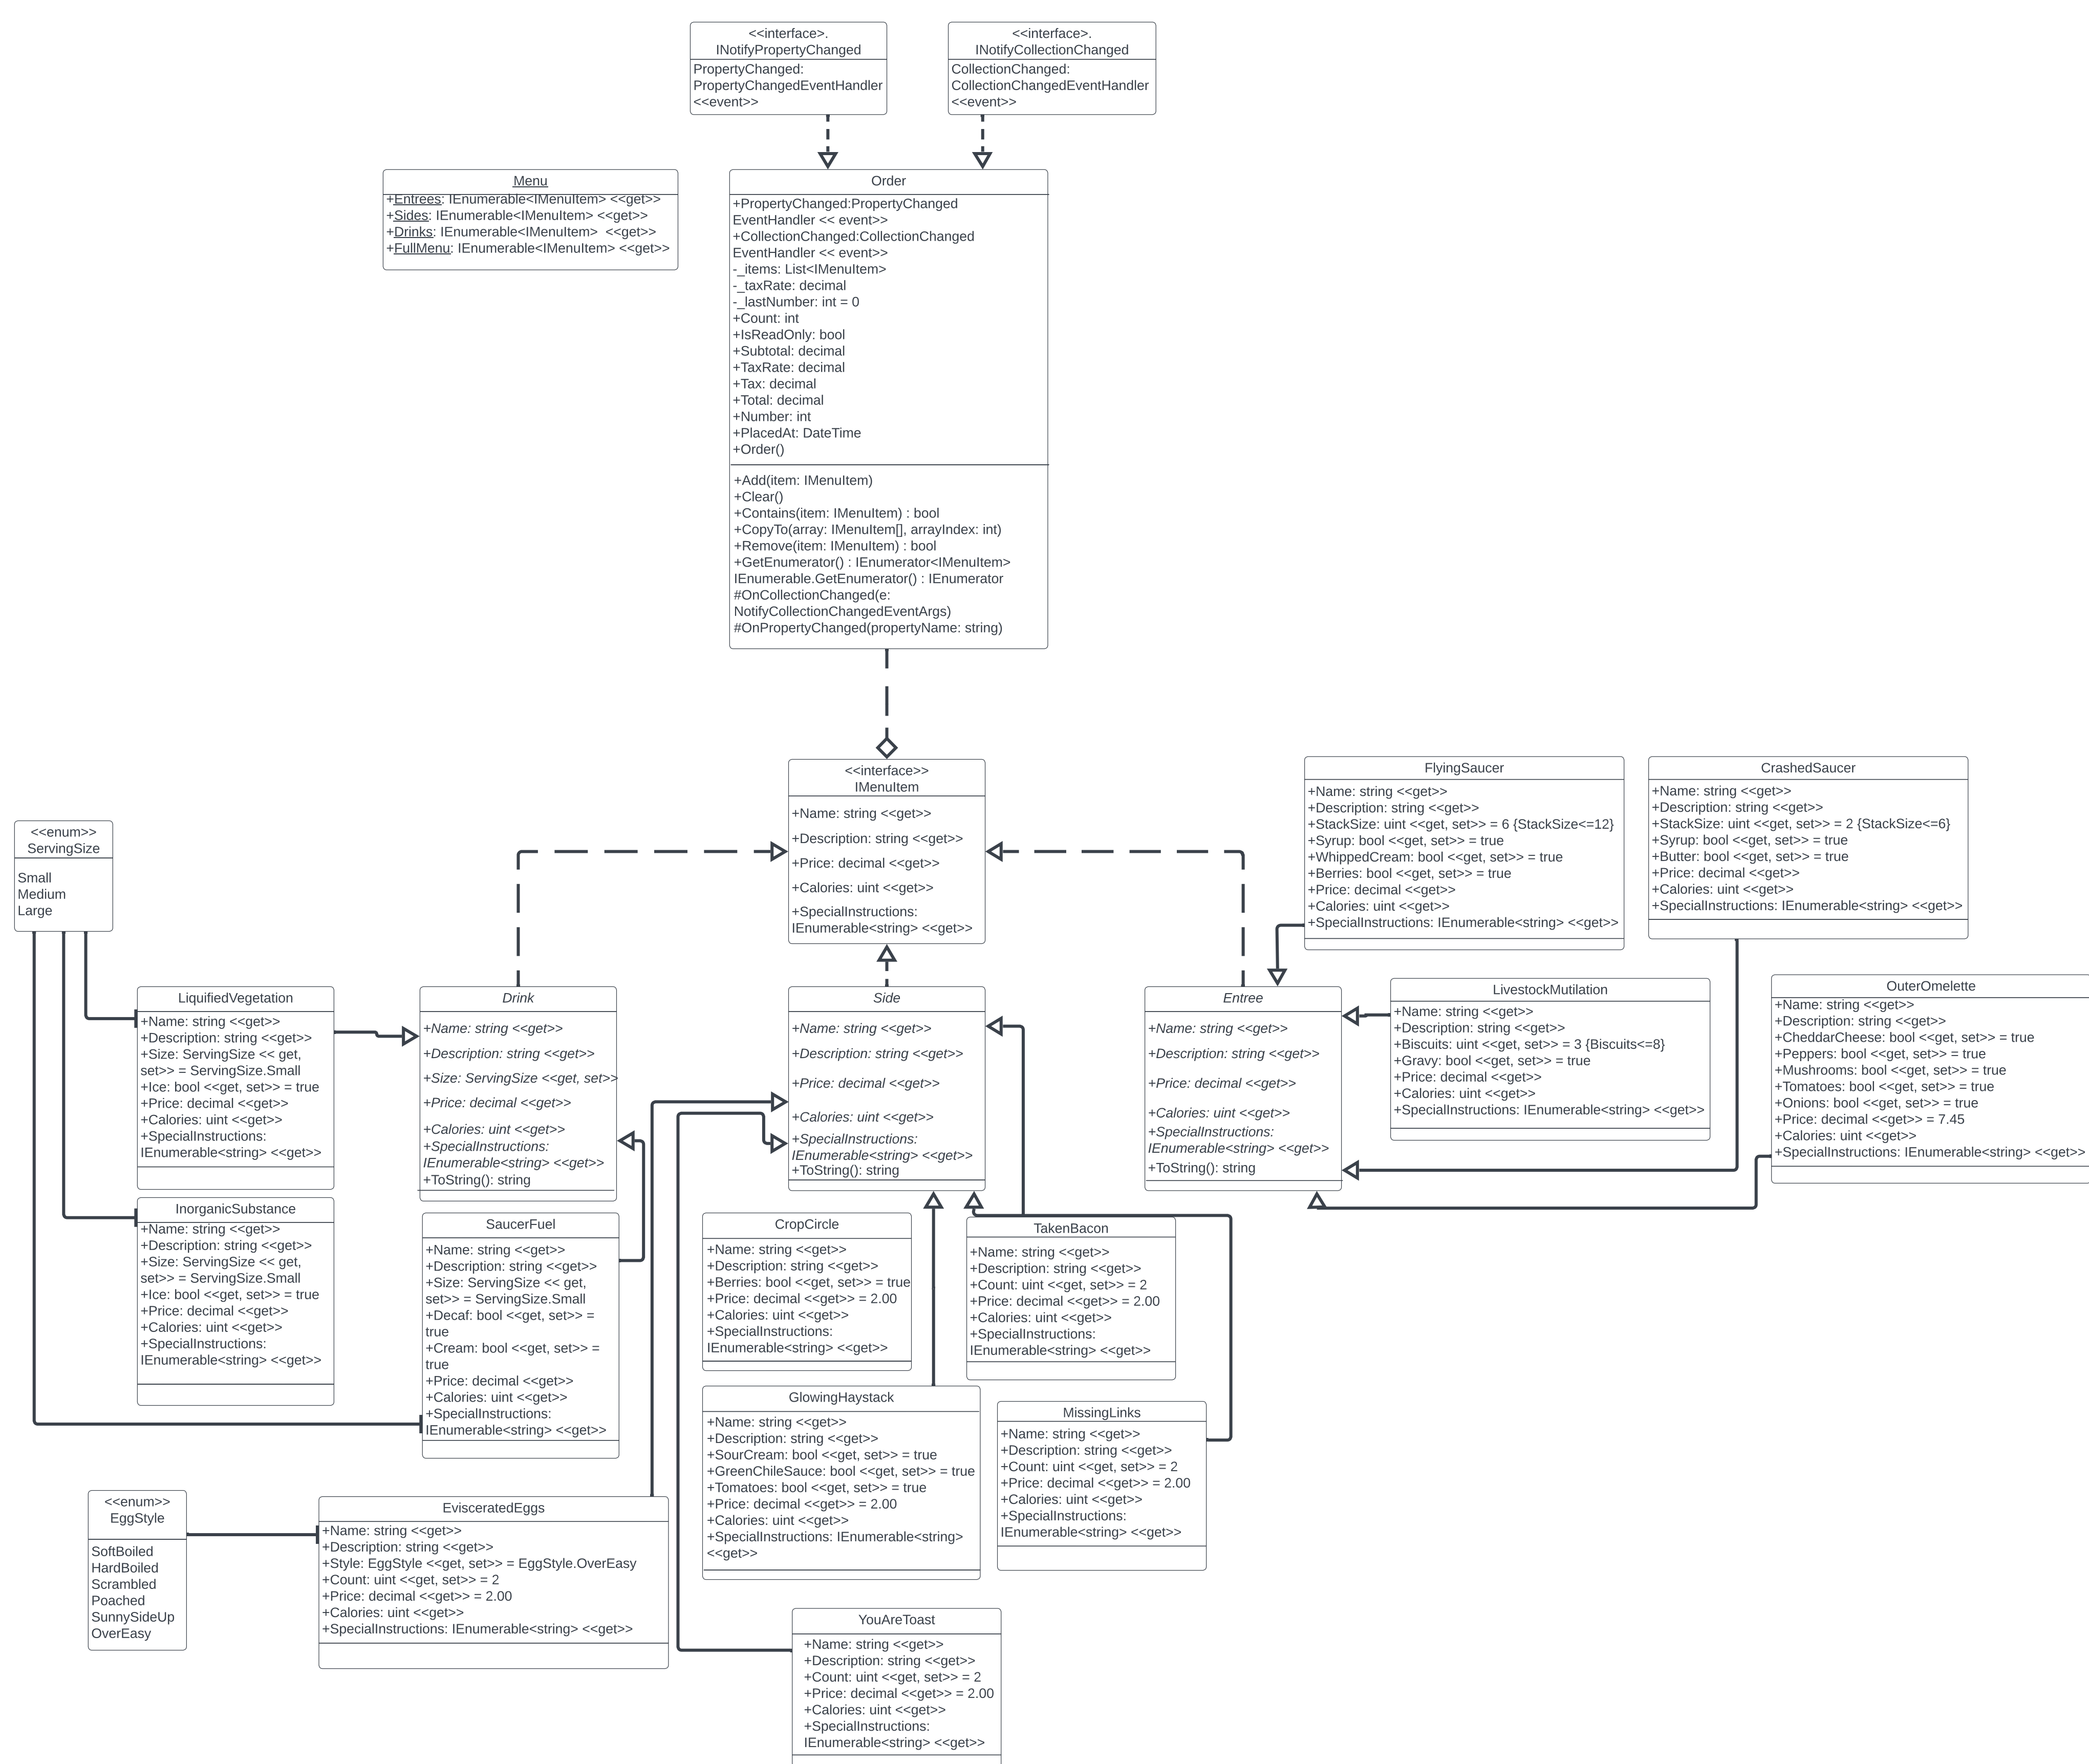 <<interface>.
INotifyPropertyChanged
PropertyChanged:
PropertyChangedEventHandler
<<event>>
<<interface>.
INotifyCollectionChanged
CollectionChanged:
CollectionChangedEventHandler
<<event>>
Menu
+Entrees: IEnumerable<IMenuItem> <<get>>
+Sides: IEnumerable<IMenuItem> <<get>>
+Drinks: IEnumerable<IMenuItem>  <<get>>
+FullMenu: IEnumerable<IMenuItem> <<get>>
Order
+PropertyChanged:PropertyChanged
EventHandler << event>>
+CollectionChanged:CollectionChanged
EventHandler << event>>
-_items: List<IMenuItem>
-_taxRate: decimal
-_lastNumber: int = 0
+Count: int
+IsReadOnly: bool
+Subtotal: decimal
+TaxRate: decimal
+Tax: decimal
+Total: decimal
+Number: int
+PlacedAt: DateTime
+Order()
+Add(item: IMenuItem)
+Clear()
+Contains(item: IMenuItem) : bool
+CopyTo(array: IMenuItem[], arrayIndex: int)
+Remove(item: IMenuItem) : bool
+GetEnumerator() : IEnumerator<IMenuItem>
IEnumerable.GetEnumerator() : IEnumerator
#OnCollectionChanged(e:
NotifyCollectionChangedEventArgs)
#OnPropertyChanged(propertyName: string)
<<interface>>
IMenuItem
+Name: string <<get>>
+Description: string <<get>>
+Price: decimal <<get>>
+Calories: uint <<get>>
+SpecialInstructions:
IEnumerable<string> <<get>>
FlyingSaucer
+Name: string <<get>>
+Description: string <<get>>
+StackSize: uint <<get, set>> = 6 {StackSize<=12}
+Syrup: bool <<get, set>> = true
+WhippedCream: bool <<get, set>> = true
+Berries: bool <<get, set>> = true
+Price: decimal <<get>>
+Calories: uint <<get>>
+SpecialInstructions: IEnumerable<string> <<get>>
CrashedSaucer
+Name: string <<get>>
+Description: string <<get>>
+StackSize: uint <<get, set>> = 2 {StackSize<=6}
+Syrup: bool <<get, set>> = true
+Butter: bool <<get, set>> = true
+Price: decimal <<get>>
+Calories: uint <<get>>
+SpecialInstructions: IEnumerable<string> <<get>>
<<enum>>
ServingSize
Small
Medium
Large
LiquifiedVegetation
+Name: string <<get>>
+Description: string <<get>>
+Size: ServingSize << get,
set>> = ServingSize.Small
+Ice: bool <<get, set>> = true
+Price: decimal <<get>>
+Calories: uint <<get>>
+SpecialInstructions:
IEnumerable<string> <<get>>
Drink
+Name: string <<get>>
+Description: string <<get>>
+Size: ServingSize <<get, set>>
+Price: decimal <<get>>
+Calories: uint <<get>>
+SpecialInstructions:
IEnumerable<string> <<get>>
+ToString(): string
Side
+Name: string <<get>>
+Description: string <<get>>
+Price: decimal <<get>>
+Calories: uint <<get>>
+SpecialInstructions:
IEnumerable<string> <<get>>
+ToString(): string
Entree
+Name: string <<get>>
+Description: string <<get>>
+Price: decimal <<get>>
+Calories: uint <<get>>
+SpecialInstructions:
IEnumerable<string> <<get>>
+ToString(): string
LivestockMutilation
+Name: string <<get>>
+Description: string <<get>>
+Biscuits: uint <<get, set>> = 3 {Biscuits<=8}
+Gravy: bool <<get, set>> = true
+Price: decimal <<get>>
+Calories: uint <<get>>
+SpecialInstructions: IEnumerable<string> <<get>>
OuterOmelette
+Name: string <<get>>
+Description: string <<get>>
+CheddarCheese: bool <<get, set>> = true
+Peppers: bool <<get, set>> = true
+Mushrooms: bool <<get, set>> = true
+Tomatoes: bool <<get, set>> = true
+Onions: bool <<get, set>> = true
+Price: decimal <<get>> = 7.45
+Calories: uint <<get>>
+SpecialInstructions: IEnumerable<string> <<get>>
InorganicSubstance
+Name: string <<get>>
+Description: string <<get>>
+Size: ServingSize << get,
set>> = ServingSize.Small
+Ice: bool <<get, set>> = true
+Price: decimal <<get>>
+Calories: uint <<get>>
+SpecialInstructions:
IEnumerable<string> <<get>>
SaucerFuel
+Name: string <<get>>
+Description: string <<get>>
+Size: ServingSize << get,
set>> = ServingSize.Small
+Decaf: bool <<get, set>> =
true
+Cream: bool <<get, set>> =
true
+Price: decimal <<get>>
+Calories: uint <<get>>
+SpecialInstructions:
IEnumerable<string> <<get>>
CropCircle
+Name: string <<get>>
+Description: string <<get>>
+Berries: bool <<get, set>> = true
+Price: decimal <<get>> = 2.00
+Calories: uint <<get>>
+SpecialInstructions:
IEnumerable<string> <<get>>
TakenBacon
+Name: string <<get>>
+Description: string <<get>>
+Count: uint <<get, set>> = 2
+Price: decimal <<get>> = 2.00
+Calories: uint <<get>>
+SpecialInstructions:
IEnumerable<string> <<get>>
GlowingHaystack
+Name: string <<get>>
+Description: string <<get>>
+SourCream: bool <<get, set>> = true
+GreenChileSauce: bool <<get, set>> = true
+Tomatoes: bool <<get, set>> = true
+Price: decimal <<get>> = 2.00
+Calories: uint <<get>>
+SpecialInstructions: IEnumerable<string>
<<get>>
MissingLinks
+Name: string <<get>>
+Description: string <<get>>
+Count: uint <<get, set>> = 2
+Price: decimal <<get>> = 2.00
+Calories: uint <<get>>
+SpecialInstructions:
IEnumerable<string> <<get>>
<<enum>>
EggStyle
SoftBoiled
HardBoiled
Scrambled
Poached
SunnySideUp
OverEasy
EvisceratedEggs
+Name: string <<get>>
+Description: string <<get>>
+Style: EggStyle <<get, set>> = EggStyle.OverEasy
+Count: uint <<get, set>> = 2
+Price: decimal <<get>> = 2.00
+Calories: uint <<get>>
+SpecialInstructions: IEnumerable<string> <<get>>
YouAreToast
+Name: string <<get>>
+Description: string <<get>>
+Count: uint <<get, set>> = 2
+Price: decimal <<get>> = 2.00
+Calories: uint <<get>>
+SpecialInstructions:
IEnumerable<string> <<get>>